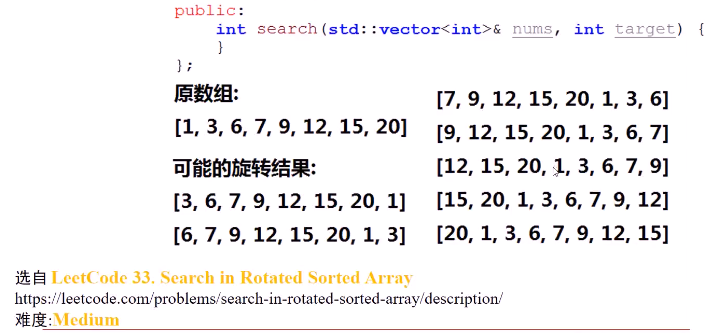 public:
int search(std::vector<int>& nums, int target) {
}
};
原数组:
[1, 3, 6, 7, 9, 12, 15, 20]
可能的旋转结果:
[3, 6, 7, 9, 12, 15, 20, 1]
[6, 7, 9, 12, 15, 20, 1, 3]
[7, 9, 12, 15, 20, 1, 3, 6]
[9, 12, 15, 20, 1, 3, 6, 7]
[12, 15, 20, 1, 3, 6, 7, 9]
[15, 20, 1, 3, 6, 7, 9, 12]
[20, 1, 3, 6, 7, 9, 12, 15]
选自 LeetCode 33. Search in Rotated Sorted Array
https://leetcode.com/problems/search-in-rotated-sorted-array/description/
难度:Medium